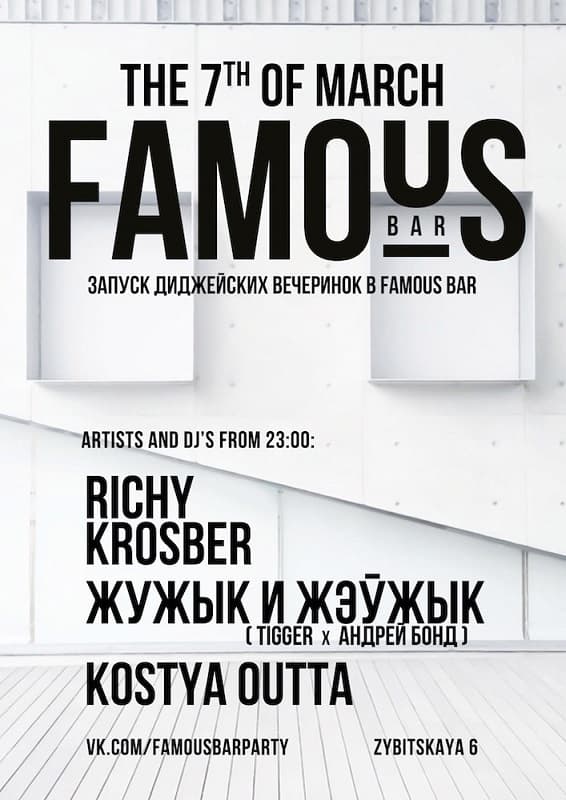 THE 7TH OF MARCH
FAMOUS
BAR
ЗАПУСК ДИДЖЕЙСКИХ ВЕЧЕРИНОК В FAMOUS BAR
ARTISTS AND DJ'S FROM 23:00:
RICHY
KROSBER
ЖУЖЫК И ЖЭЎЖЫК
( TIGGER x АНДРЕЙ БОНД )
KOSTYA OUTTA
VK.COM/FAMOUSBARPARTY
ZYBITSKAYA 6